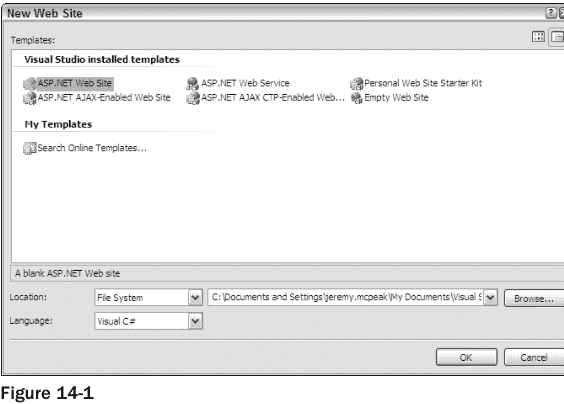 New Web Site
Templates:
Visual Studio installed templates
ASP.NET Web Site ASP.NET Web Service Personal Web Site Starter Kit
ASP.NET AJAX-Enabled Web Site ASP.NET AJAX CTP-Enabled Web... Empty Web Site
My Templates
Search Online Templates...
A blank ASP.NET Web site
Location: File System C:\Documents and Settings\jeremy.mcpeak\My Documents\Visual S Browse...
Language: Visual C#
OK Cancel
Figure 14-1